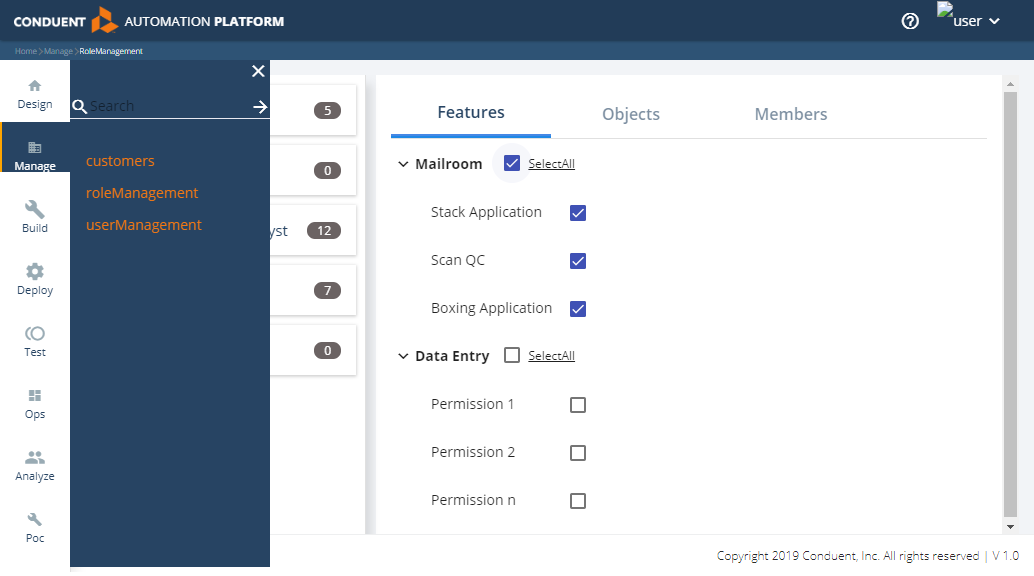 CONDUENT AUTOMATION PLATFORM
user
Home > Manage > RoleManagement
Design
Manage
Build
Deploy
Test
Ops
Analyze
Poc
Search
customers
roleManagement
userManagement
5
0
yst 12
7
0
Features Objects Members
Mailroom SelectAll
Stack Application
Scan QC
Boxing Application
Data Entry SelectAll
Permission 1
Permission 2
Permission n
Copyright 2019 Conduent, Inc. All rights reserved | V 1.0